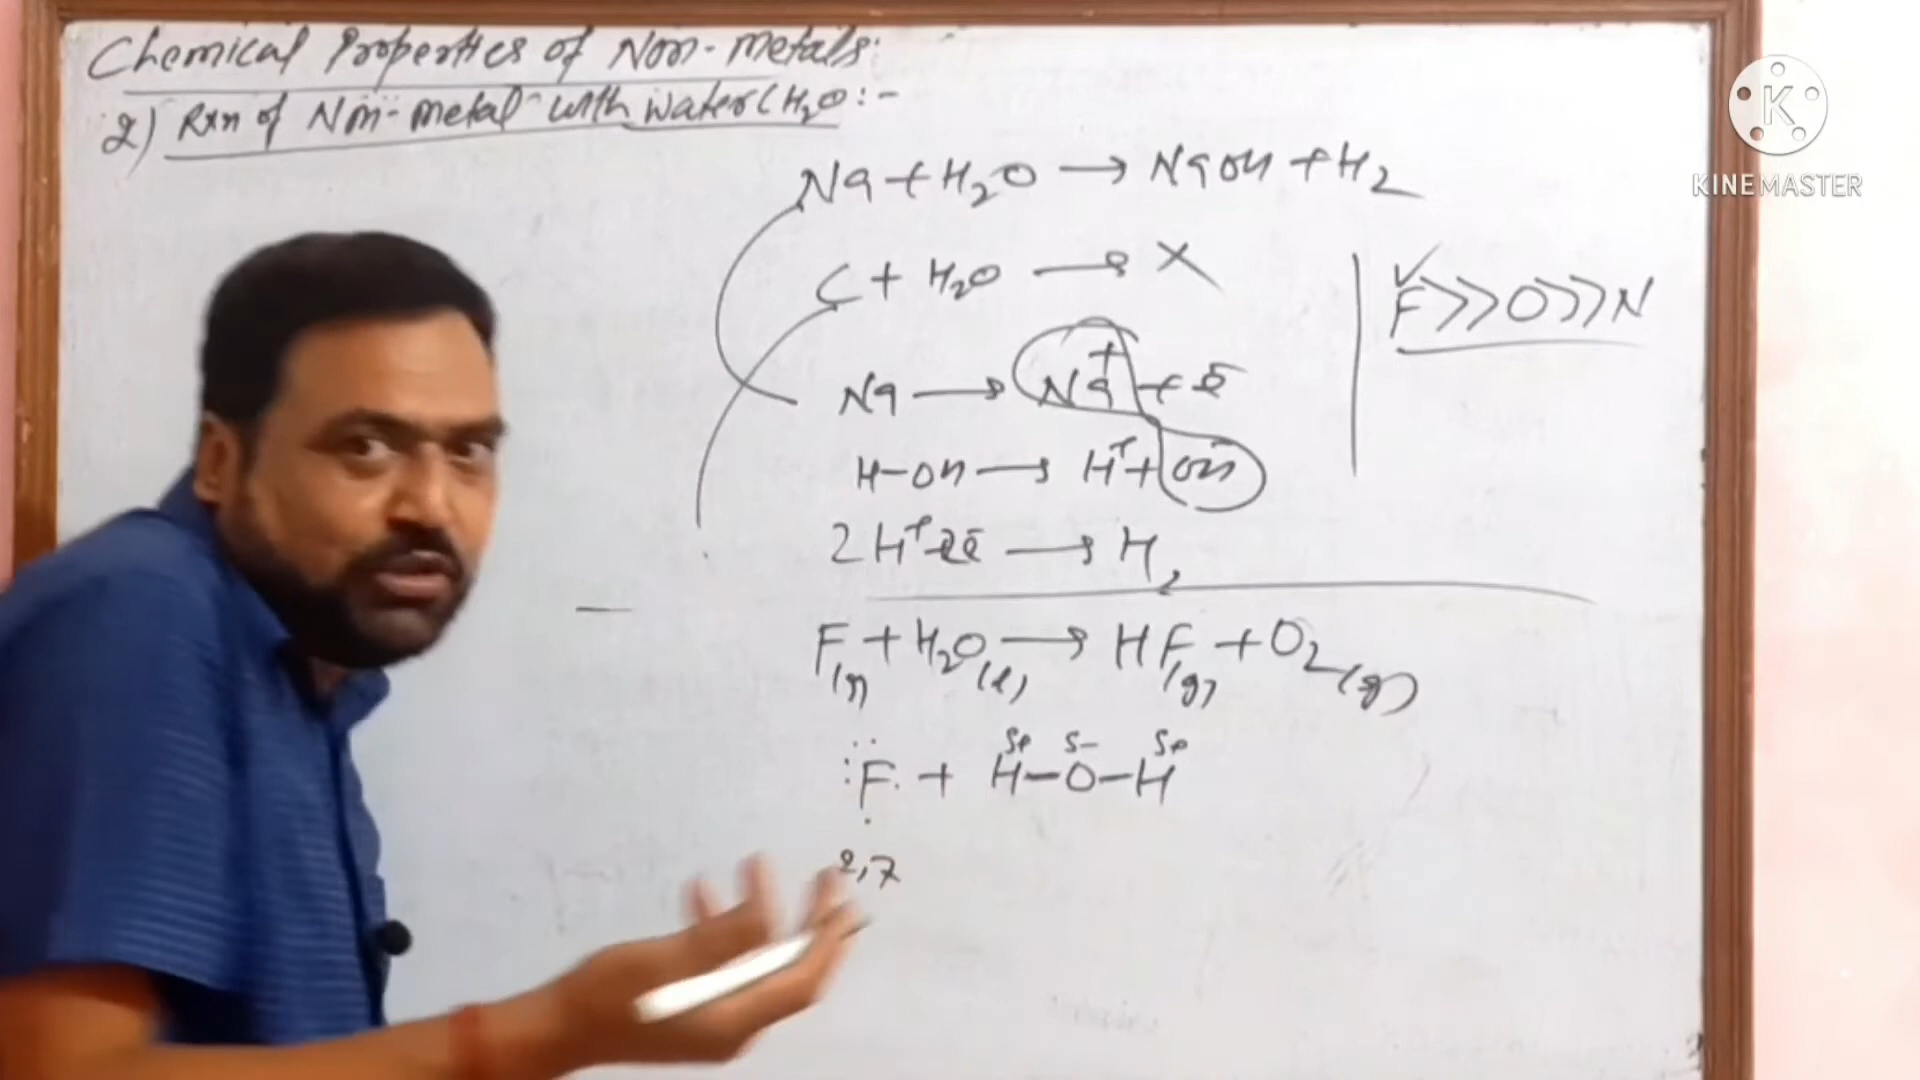 Chemical Properties of Non-Metals:
2) Rxn of Non-metal with water (H₂O :-
Na + H₂O → NaOH + H₂
C + H₂O → X
F >> O >> N
Na → Na⁺ + e⁻
H-OH → H⁺ + OH⁻
2H⁺ + 2e⁻ → H₂
F(g) + H₂O(l) → HF(g) + O₂(g)
F + H-O-H
δ+ δ- δ+
2,7
K
KINEMASTER